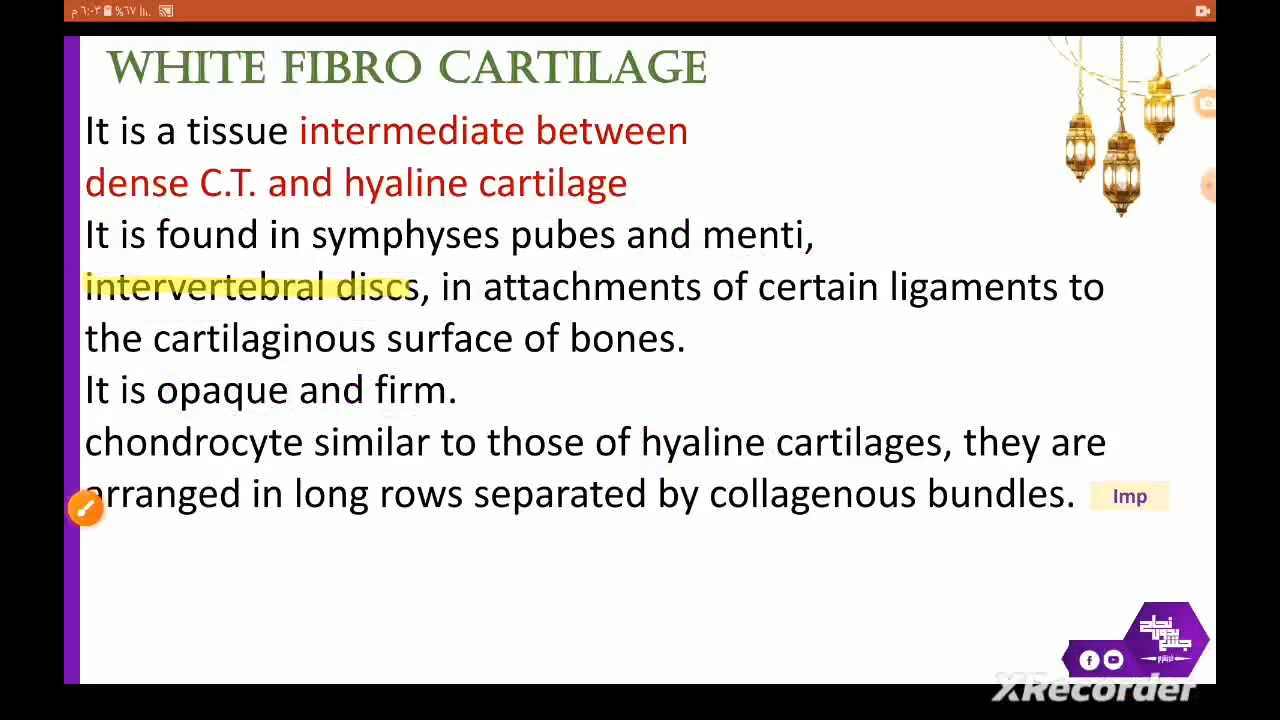 ٦:٠٣ م %٦٧
WHITE FIBRO CARTILAGE
It is a tissue intermediate between
dense C.T. and hyaline cartilage
It is found in symphyses pubes and menti,
intervertebral discs, in attachments of certain ligaments to
the cartilaginous surface of bones.
It is opaque and firm.
chondrocyte similar to those of hyaline cartilages, they are
arranged in long rows separated by collagenous bundles.
Imp
XRecorder